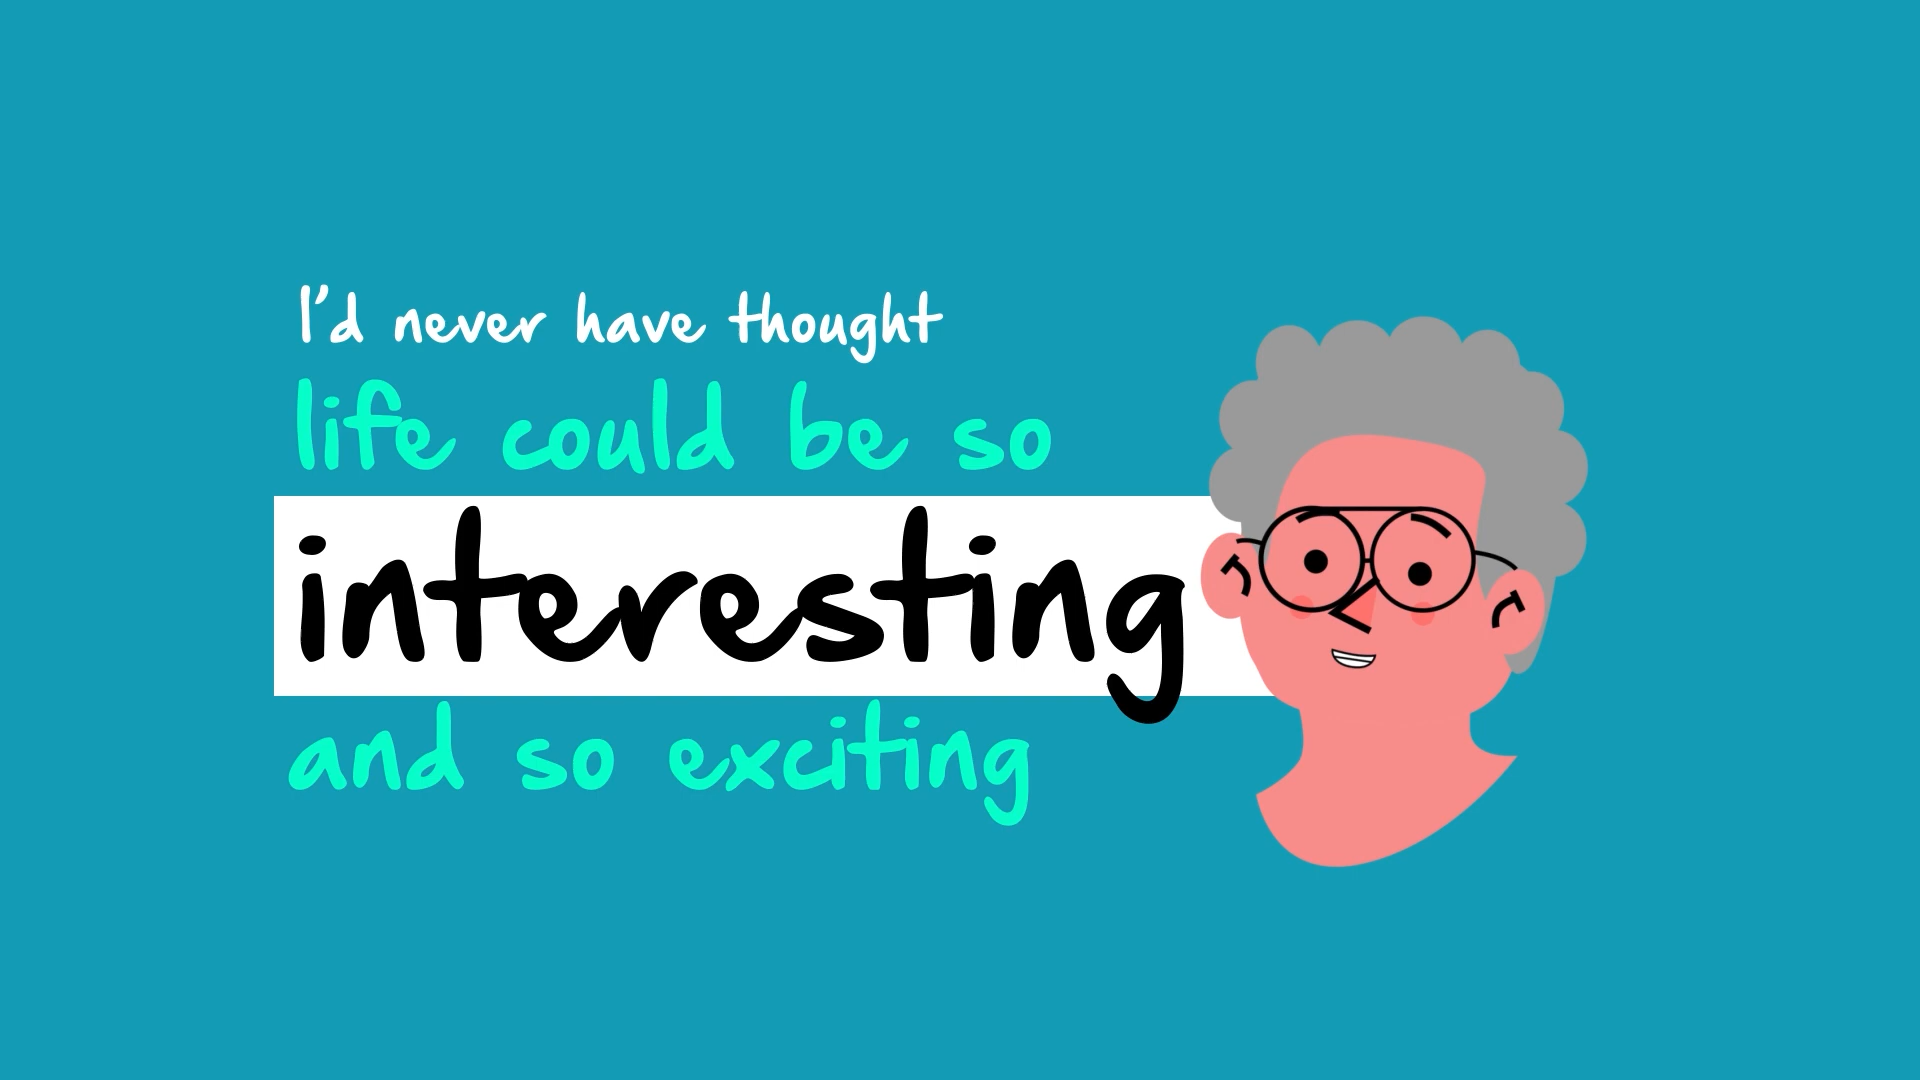 I'd never have thought
life could be so
interesting
and so exciting